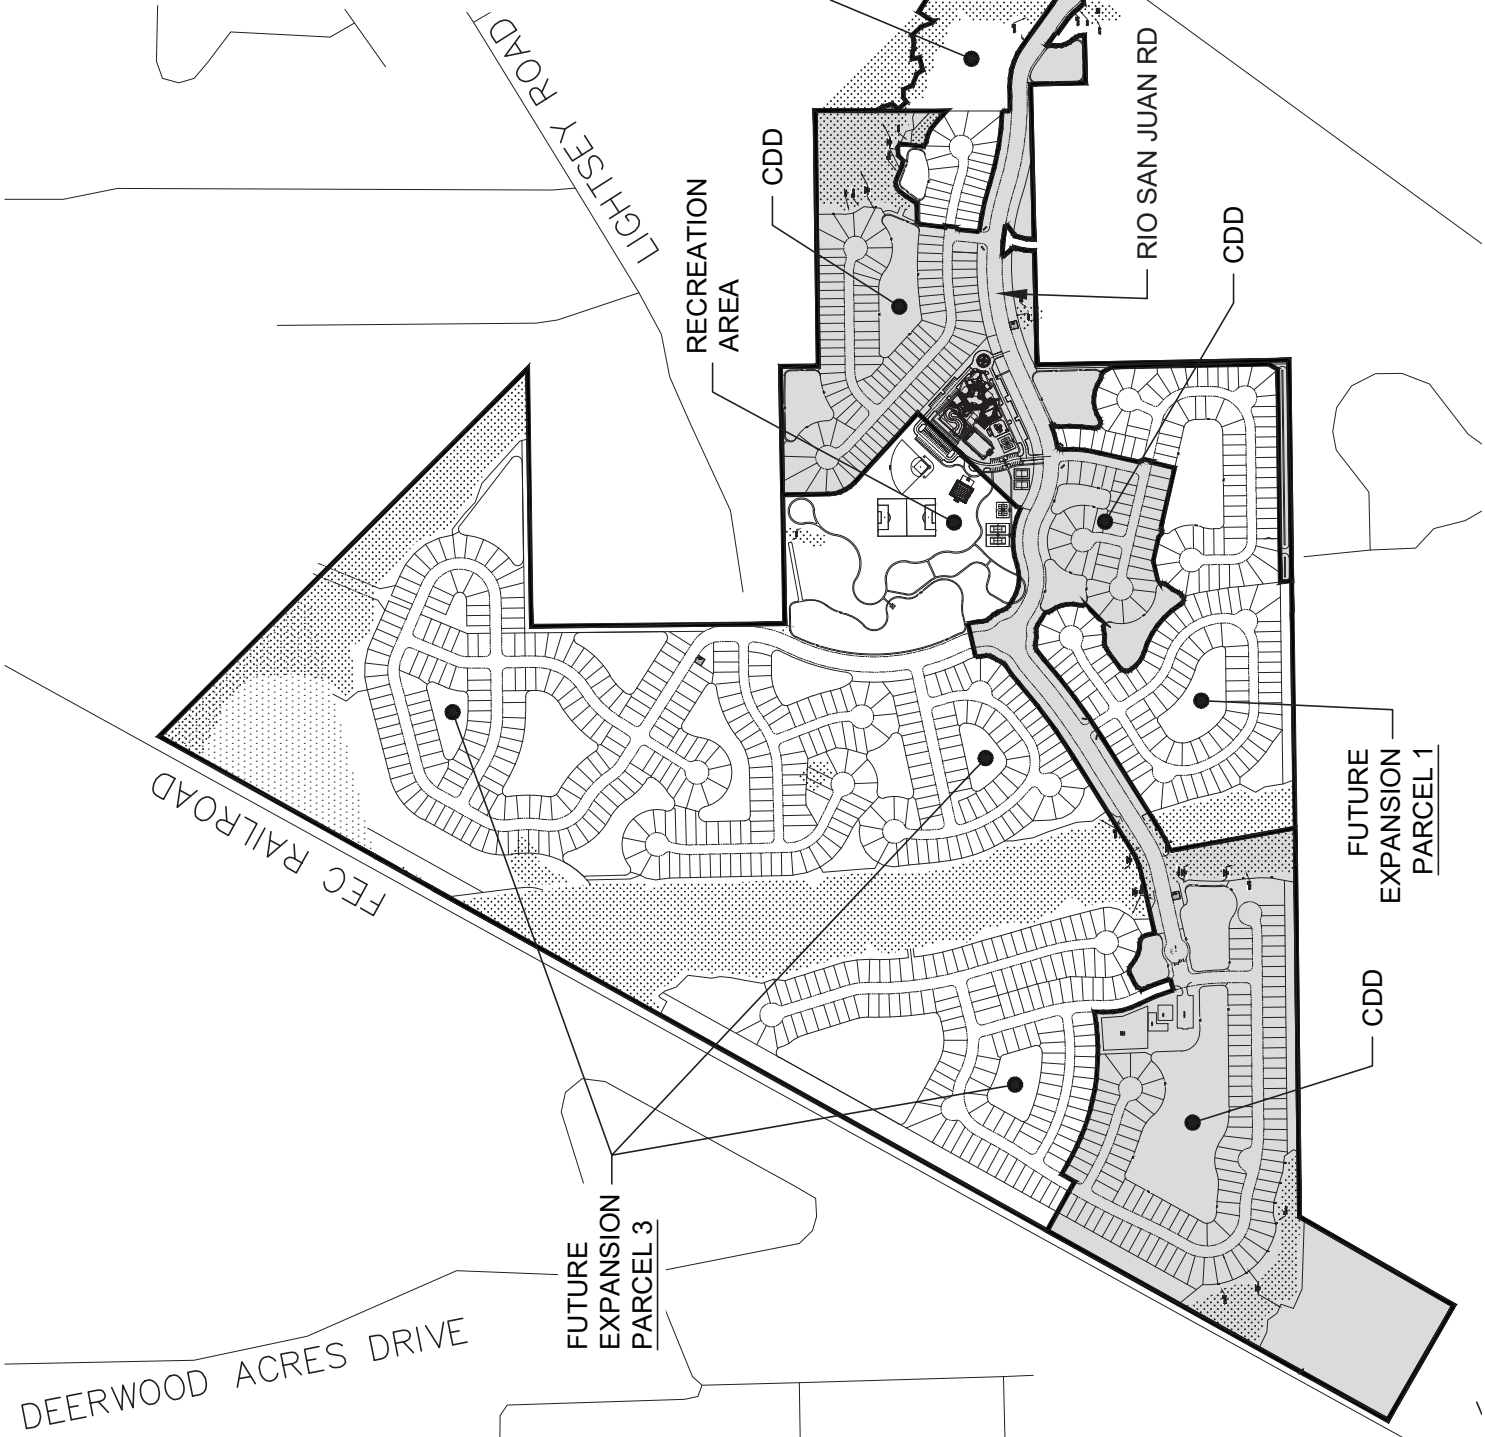 LIGHTSEY ROAD
RIO SAN JUAN RD
CDD
RECREATION
AREA
CDD
FEC RAILROAD
FUTURE
EXPANSION
PARCEL 1
CDD
FUTURE
EXPANSION
PARCEL 3
DEERWOOD ACRES DRIVE